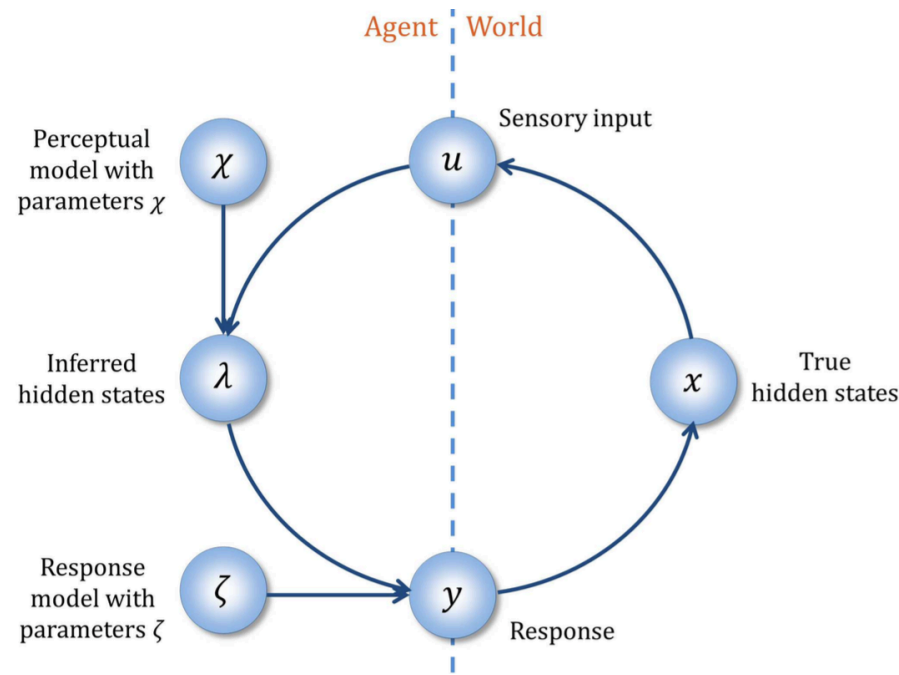 Agent World
Sensory input
u
Perceptual
model with
parameters χ
χ
Inferred
hidden states
λ
x
True
hidden states
Response
model with
parameters ζ
ζ
y
Response